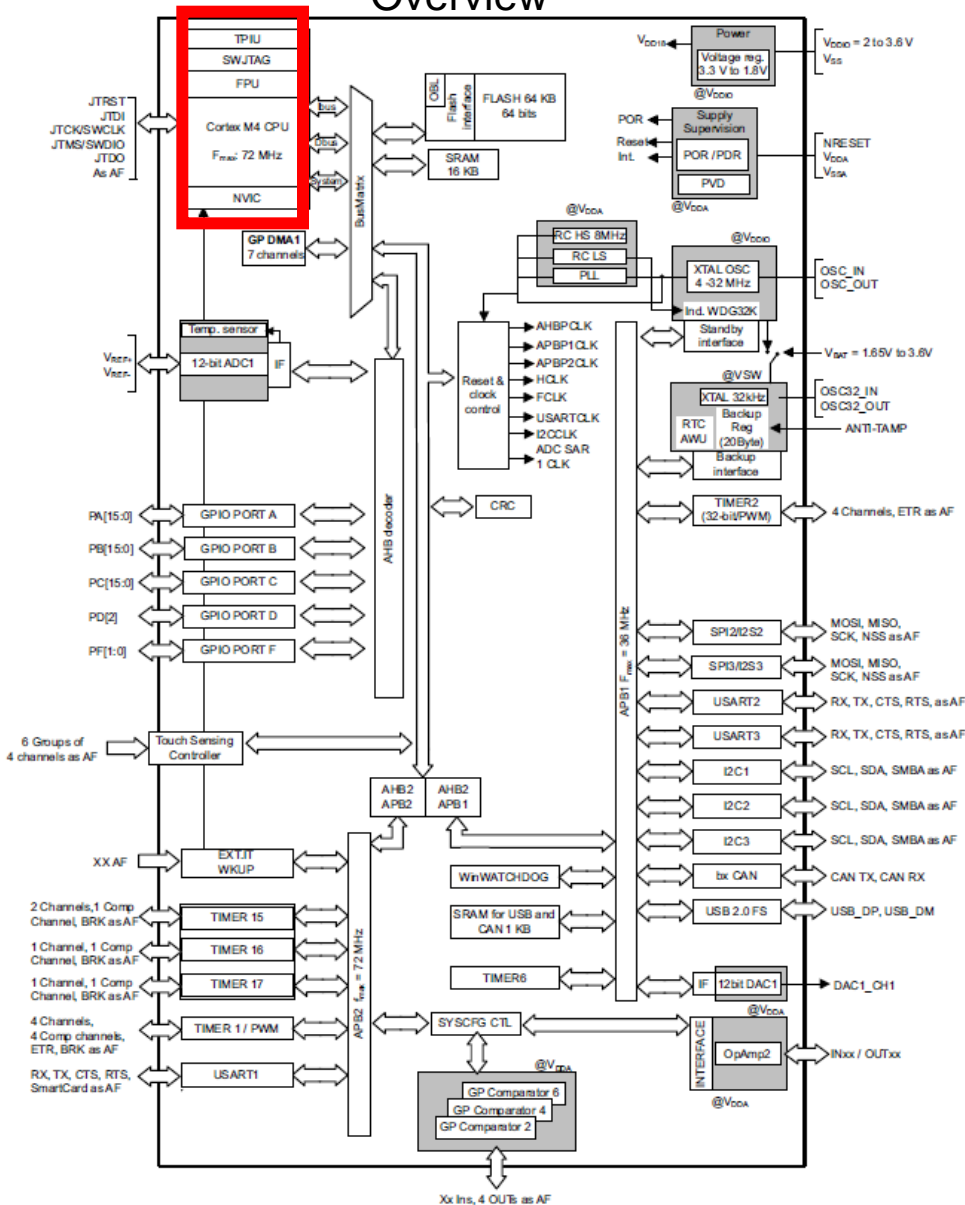 Overview
TPIU
SWJTAG
FPU
Cortex M4 CPU
Fmax: 72 MHz
NVIC
JTRST
JTDI
JTCK/SWCLK
JTMS/SWDIO
JTDO
As AF
Ibus
Dbus
System
BusMatrix
OBL
Flash
interface
FLASH 64 KB
64 bits
SRAM
16 KB
GP DMA1
7 channels
VDD18
Power
Voltage reg.
3.3 V to 1.8V
@VDDIO
VDDIO = 2 to 3.6 V
VSS
POR
Reset
Int.
Supply
Supervision
POR / PDR
PVD
@VDDA
NRESET
VDDA
VSSA
@VDDA
RC HS 8MHz
RC LS
PLL
@VDDIO
XTAL OSC
4 -32 MHz
Ind. WDG32K
Standby
interface
OSC_IN
OSC_OUT
VBAT = 1.65V to 3.6V
@VSW
XTAL 32kHz
RTC
AWU
Backup
Reg
(20Byte)
Backup
interface
OSC32_IN
OSC32_OUT
ANTI-TAMP
Temp. sensor
12-bit ADC1
IF
VREF+
VREF-
Reset &
clock
control
AHBPCLK
APBP1CLK
APBP2CLK
HCLK
FCLK
USARTCLK
I2CCLK
ADC SAR
1 CLK
AHB decoder
CRC
PA[15:0]
GPIO PORT A
PB[15:0]
GPIO PORT B
PC[15:0]
GPIO PORT C
PD[2]
GPIO PORT D
PF[1:0]
GPIO PORT F
6 Groups of
4 channels as AF
Touch Sensing
Controller
AHB2
APB2
AHB2
APB1
APB1 Fmax = 36 MHz
TIMER2
(32-bit/PWM)
4 Channels, ETR as AF
SPI2/I2S2
MOSI, MISO,
SCK, NSS as AF
SPI3/I2S3
MOSI, MISO,
SCK, NSS as AF
USART2
RX, TX, CTS, RTS, as AF
USART3
RX, TX, CTS, RTS, as AF
I2C1
SCL, SDA, SMBA as AF
I2C2
SCL, SDA, SMBA as AF
I2C3
SCL, SDA, SMBA as AF
bx CAN
CAN TX, CAN RX
USB 2.0 FS
USB_DP, USB_DM
IF
12bit DAC1
DAC1_CH1
@VDDA
XX AF
EXT.IT
WKUP
2 Channels,1 Comp
Channel, BRK as AF
TIMER 15
1 Channel, 1 Comp
Channel, BRK as AF
TIMER 16
1 Channel, 1 Comp
Channel, BRK as AF
TIMER 17
4 Channels,
4 Comp channels,
ETR, BRK as AF
TIMER 1 / PWM
RX, TX, CTS, RTS,
SmartCard as AF
USART1
APB2 fmax = 72 MHz
WinWATCHDOG
SRAM for USB and
CAN 1 KB
TIMER6
SYSCFG CTL
INTERFACE
OpAmp2
INxx / OUTxx
@VDDA
@VDDA
GP Comparator 6
GP Comparator 4
GP Comparator 2
Xx Ins, 4 OUTs as AF